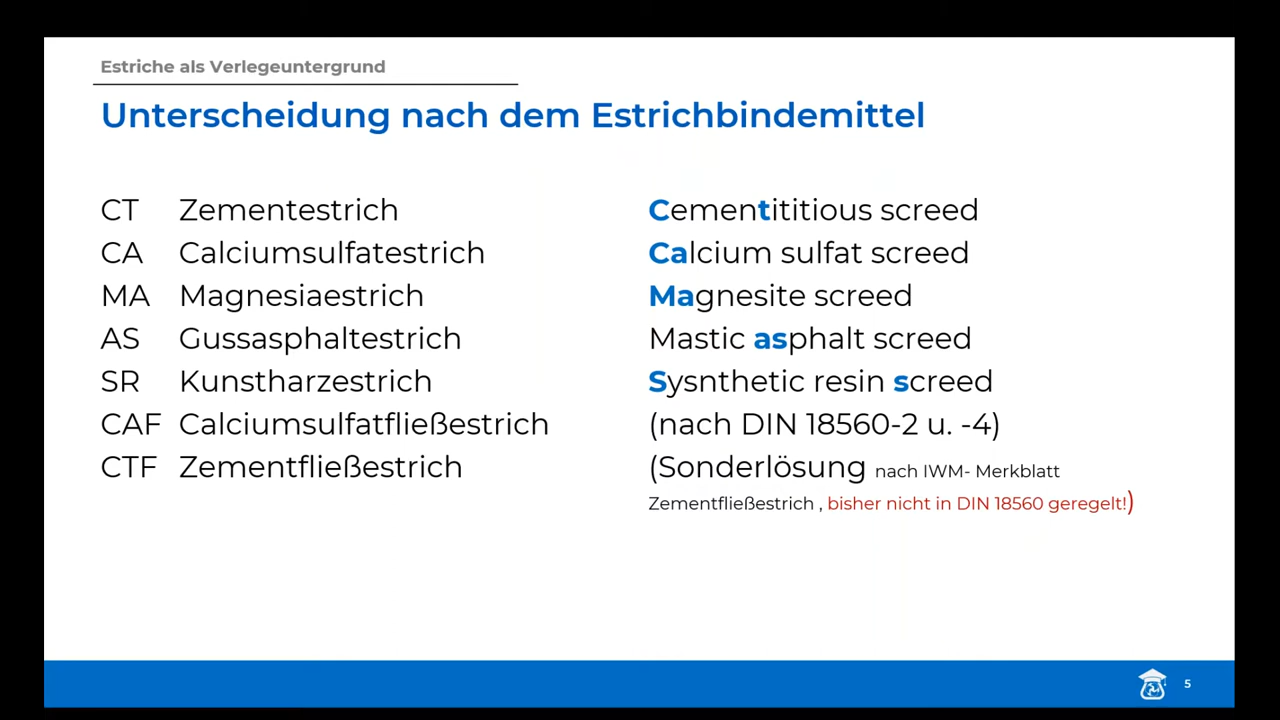 Estriche als Verlegeuntergrund
Unterscheidung nach dem Estrichbindemittel
CT Zementestrich Cementititious screed
CA Calciumsulfatestrich Calcium sulfat screed
MA Magnesiaestrich Magnesite screed
AS Gussasphaltestrich Mastic asphalt screed
SR Kunstharzestrich Sysnthetic resin screed
CAF Calciumsulfatfließestrich (nach DIN 18560-2 u. -4)
CTF Zementfließestrich (Sonderlösung nach IWM- Merkblatt
Zementfließestrich , bisher nicht in DIN 18560 geregelt!)
5